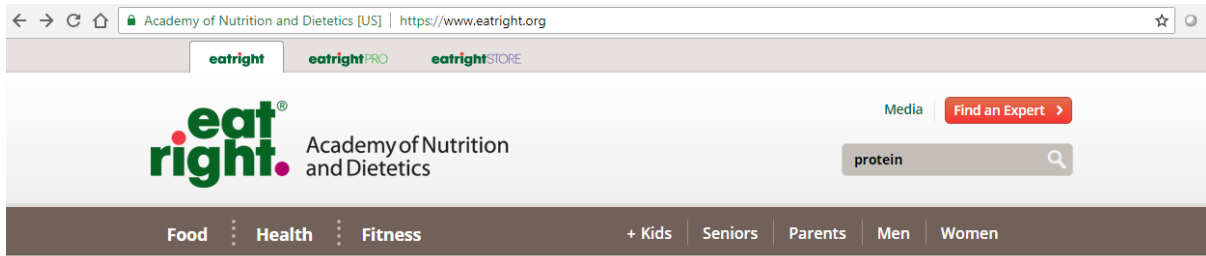 Academy of Nutrition and Dietetics [US] | https://www.eatright.org
eatright eatrightPRO eatrightSTORE
eat®
right.
Academy of Nutrition
and Dietetics
Media Find an Expert >
protein
Food Health Fitness + Kids Seniors Parents Men Women